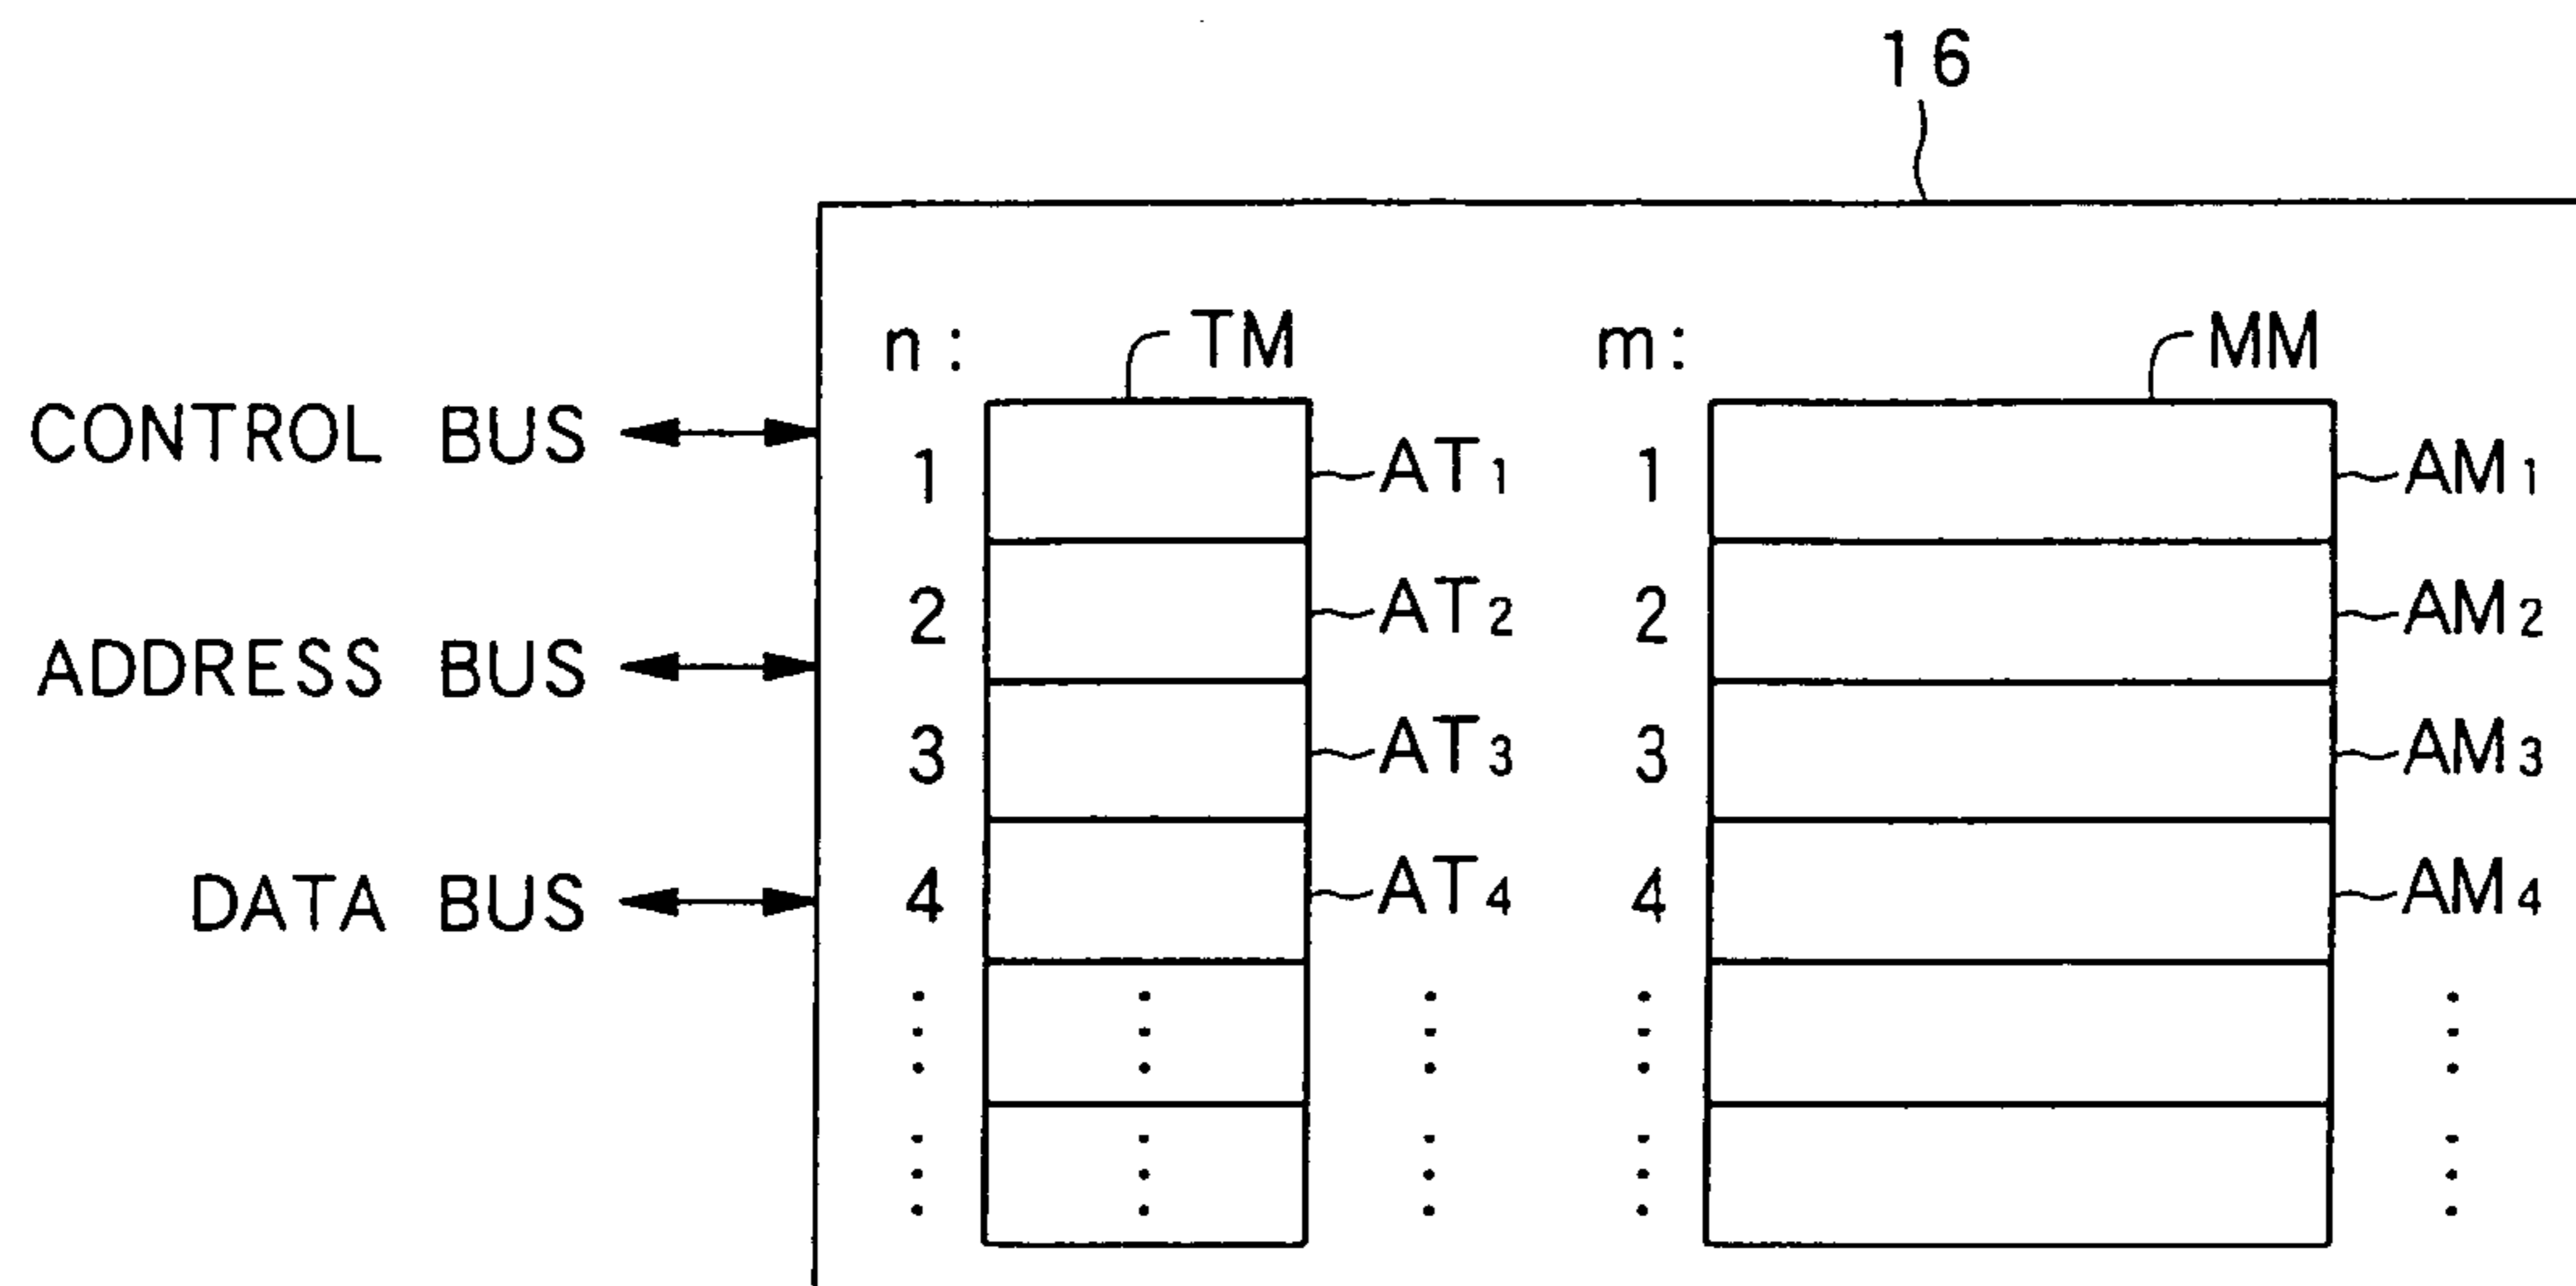 16
n: TM m: MM
CONTROL BUS
1 AT1 1 AM1
2 AT2 2 AM2
ADDRESS BUS
3 AT3 3 AM3
DATA BUS
4 AT4 4 AM4